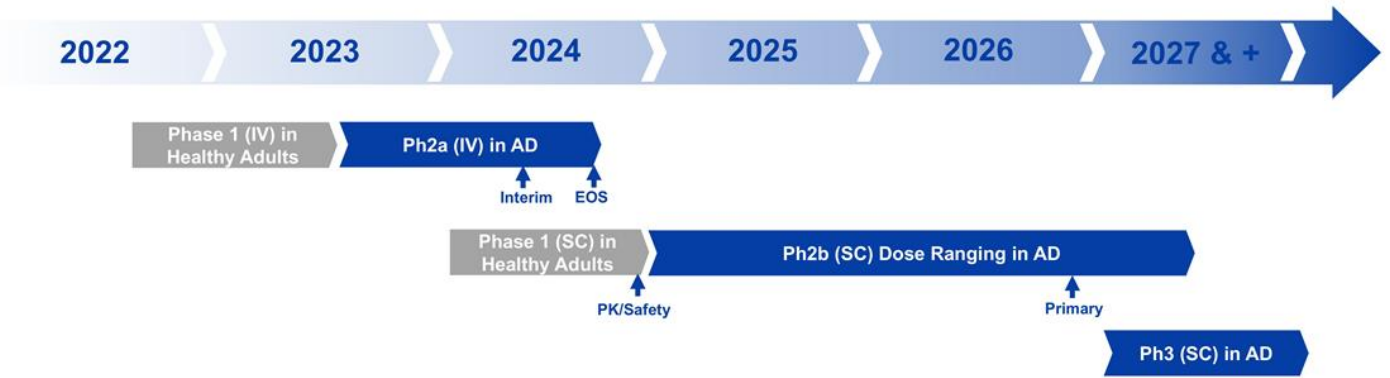 2022
2023
2024
2025
2026
2027 & +
Phase 1 (IV) in
Healthy Adults
Ph2a (IV) in AD
Interim
EOS
Phase 1 (SC) in
Healthy Adults
Ph2b (SC) Dose Ranging in AD
PK/Safety
Primary
Ph3 (SC) in AD